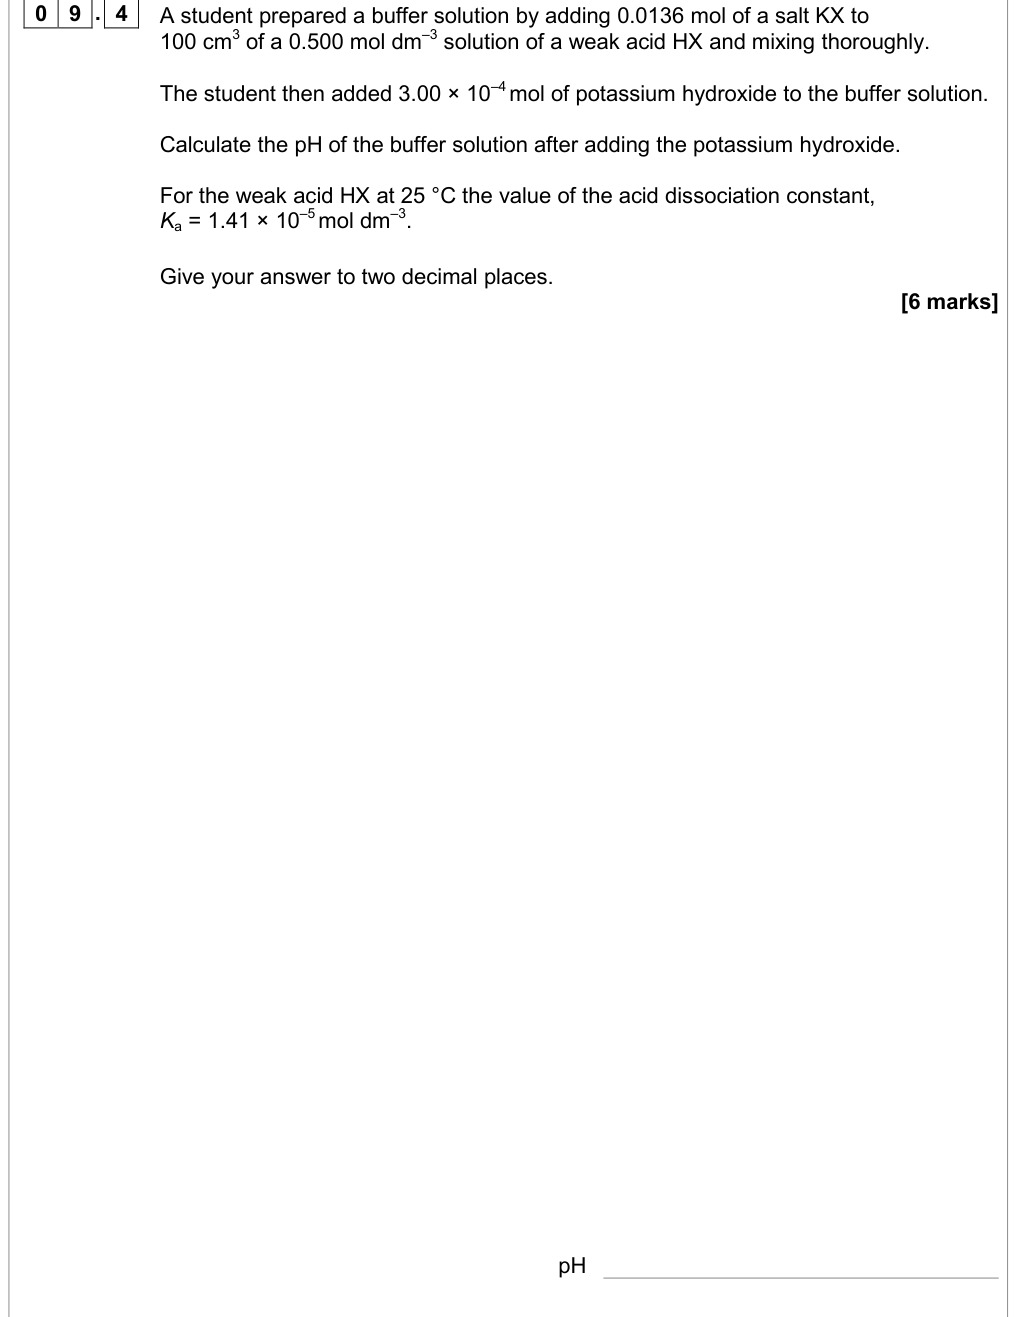 0 9 . 4 A student prepared a buffer solution by adding 0.0136 mol of a salt KX to
100 cm³ of a 0.500 mol dm⁻³ solution of a weak acid HX and mixing thoroughly.
The student then added 3.00 × 10⁻⁴ mol of potassium hydroxide to the buffer solution.
Calculate the pH of the buffer solution after adding the potassium hydroxide.
For the weak acid HX at 25 °C the value of the acid dissociation constant,
Kₐ = 1.41 × 10⁻⁵ mol dm⁻³.
Give your answer to two decimal places.
[6 marks]
pH